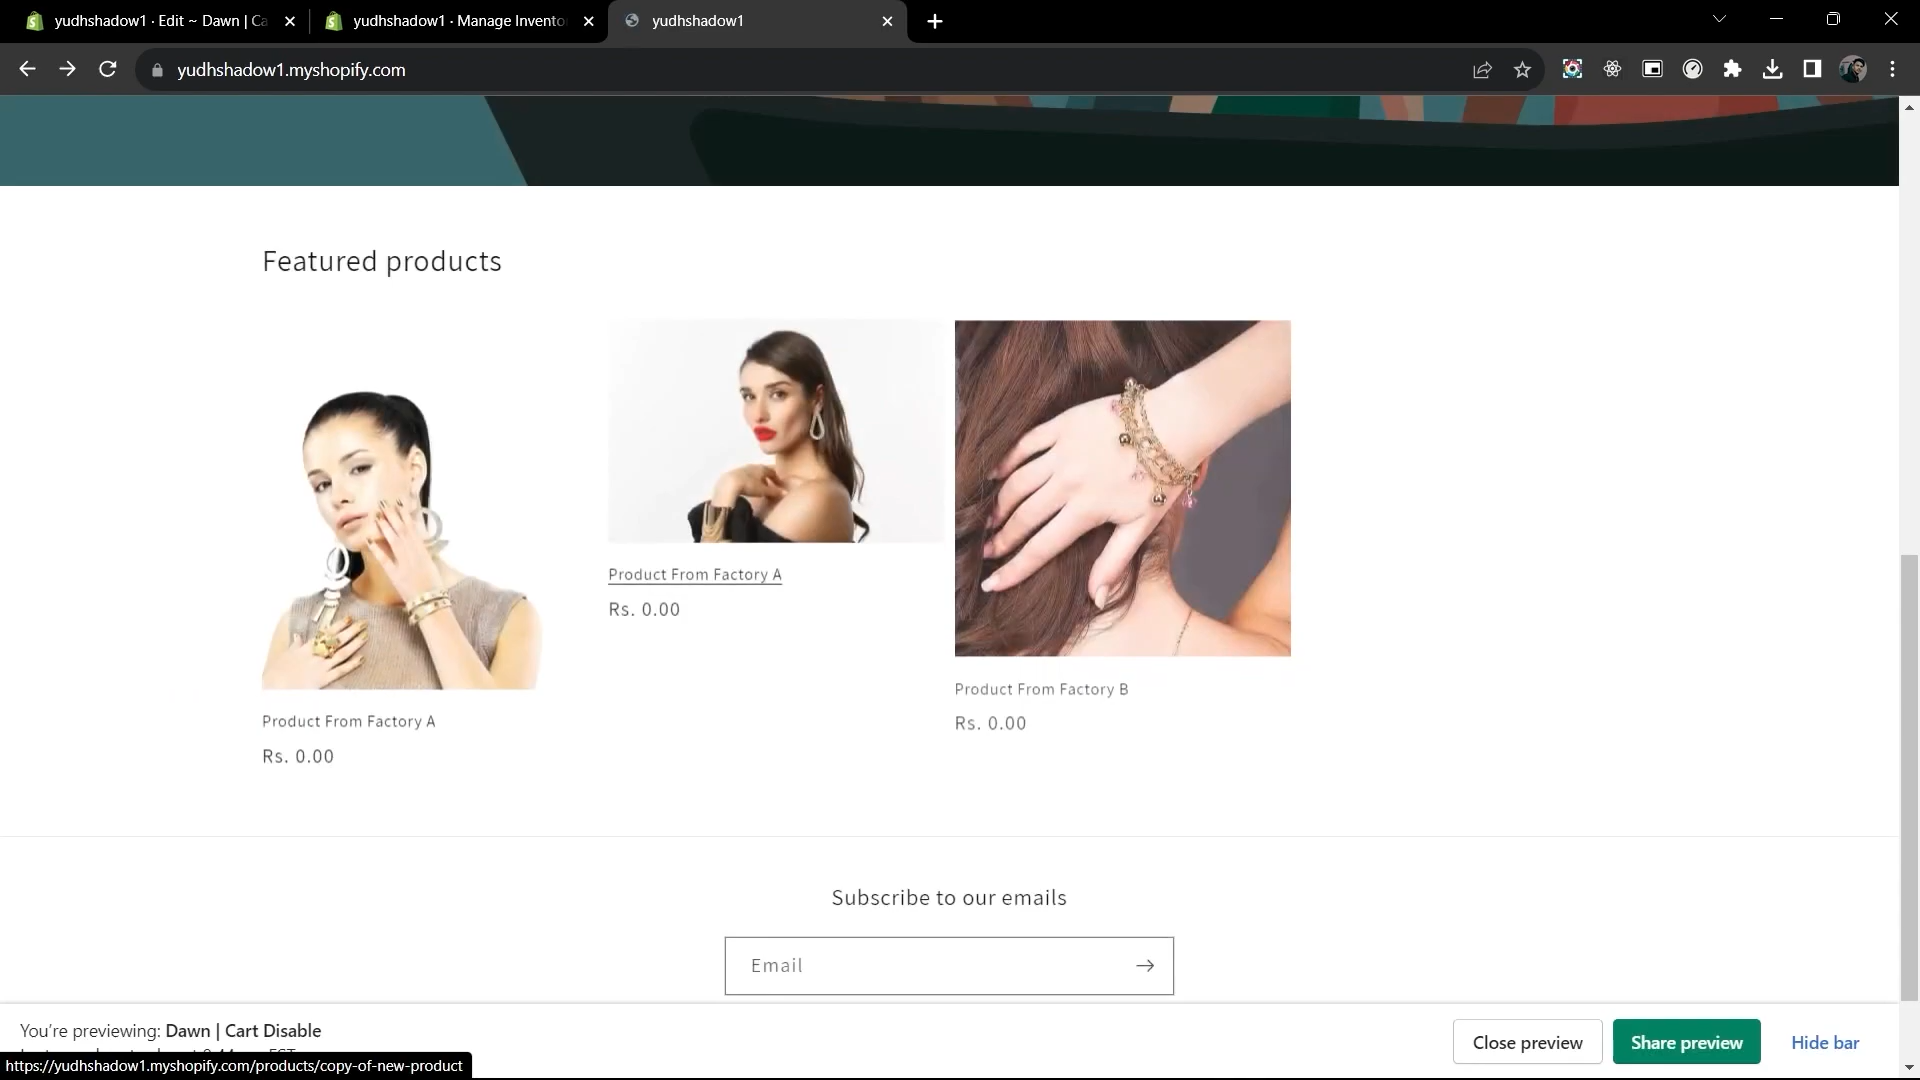 yudhshadow1 · Edit ~ Dawn | Ca
yudhshadow1 · Manage Invento
yudhshadow1
yudhshadow1.myshopify.com
Featured products
Product From Factory A
Rs. 0.00
Product From Factory A
Rs. 0.00
Product From Factory B
Rs. 0.00
Subscribe to our emails
Email
You're previewing: Dawn | Cart Disable
Close preview
Share preview
Hide bar
https://yudhshadow1.myshopify.com/products/copy-of-new-product